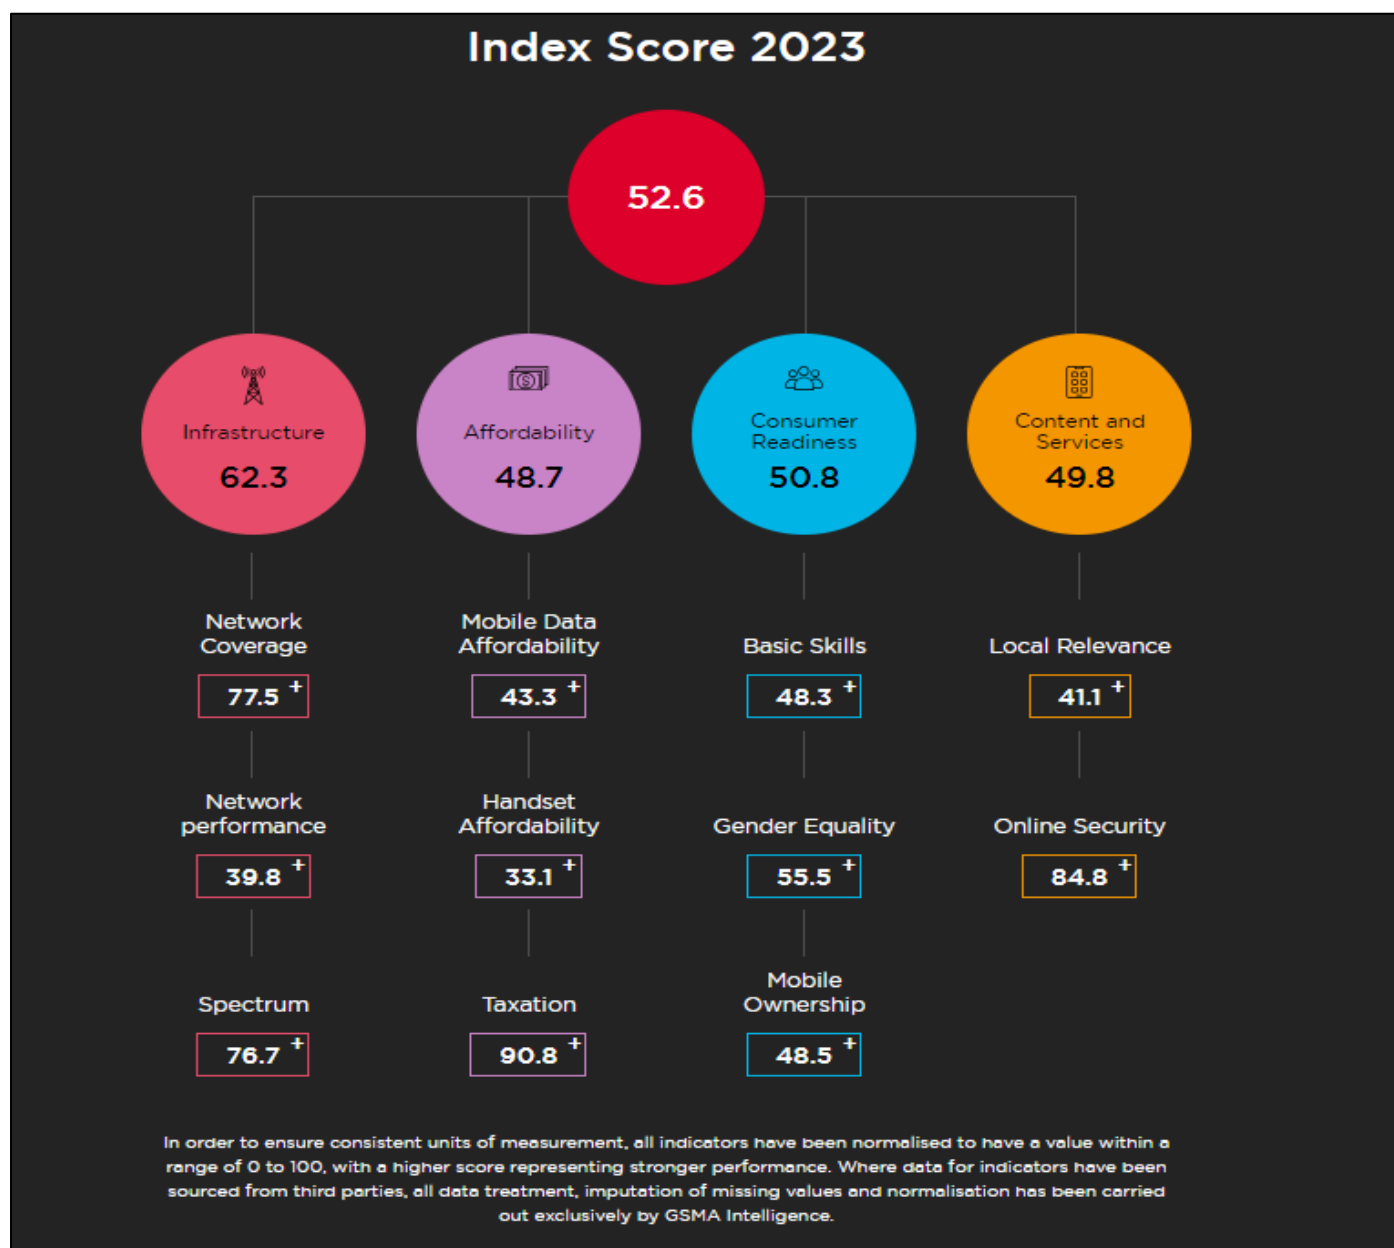 Index Score 2023
52.6
Infrastructure
62.3
Affordability
48.7
Consumer
Readiness
50.8
Content and
Services
49.8
Network
Coverage
77.5 +
Mobile Data
Affordability
43.3 +
Basic Skills
48.3 +
Local Relevance
41.1 +
Network
performance
39.8 +
Handset
Affordability
33.1 +
Gender Equality
55.5 +
Online Security
84.8 +
Spectrum
76.7 +
Taxation
90.8 +
Mobile
Ownership
48.5 +
In order to ensure consistent units of measurement, all indicators have been normalised to have a value within a
range of 0 to 100, with a higher score representing stronger performance. Where data for indicators have been
sourced from third parties, all data treatment, imputation of missing values and normalisation has been carried
out exclusively by GSMA Intelligence.